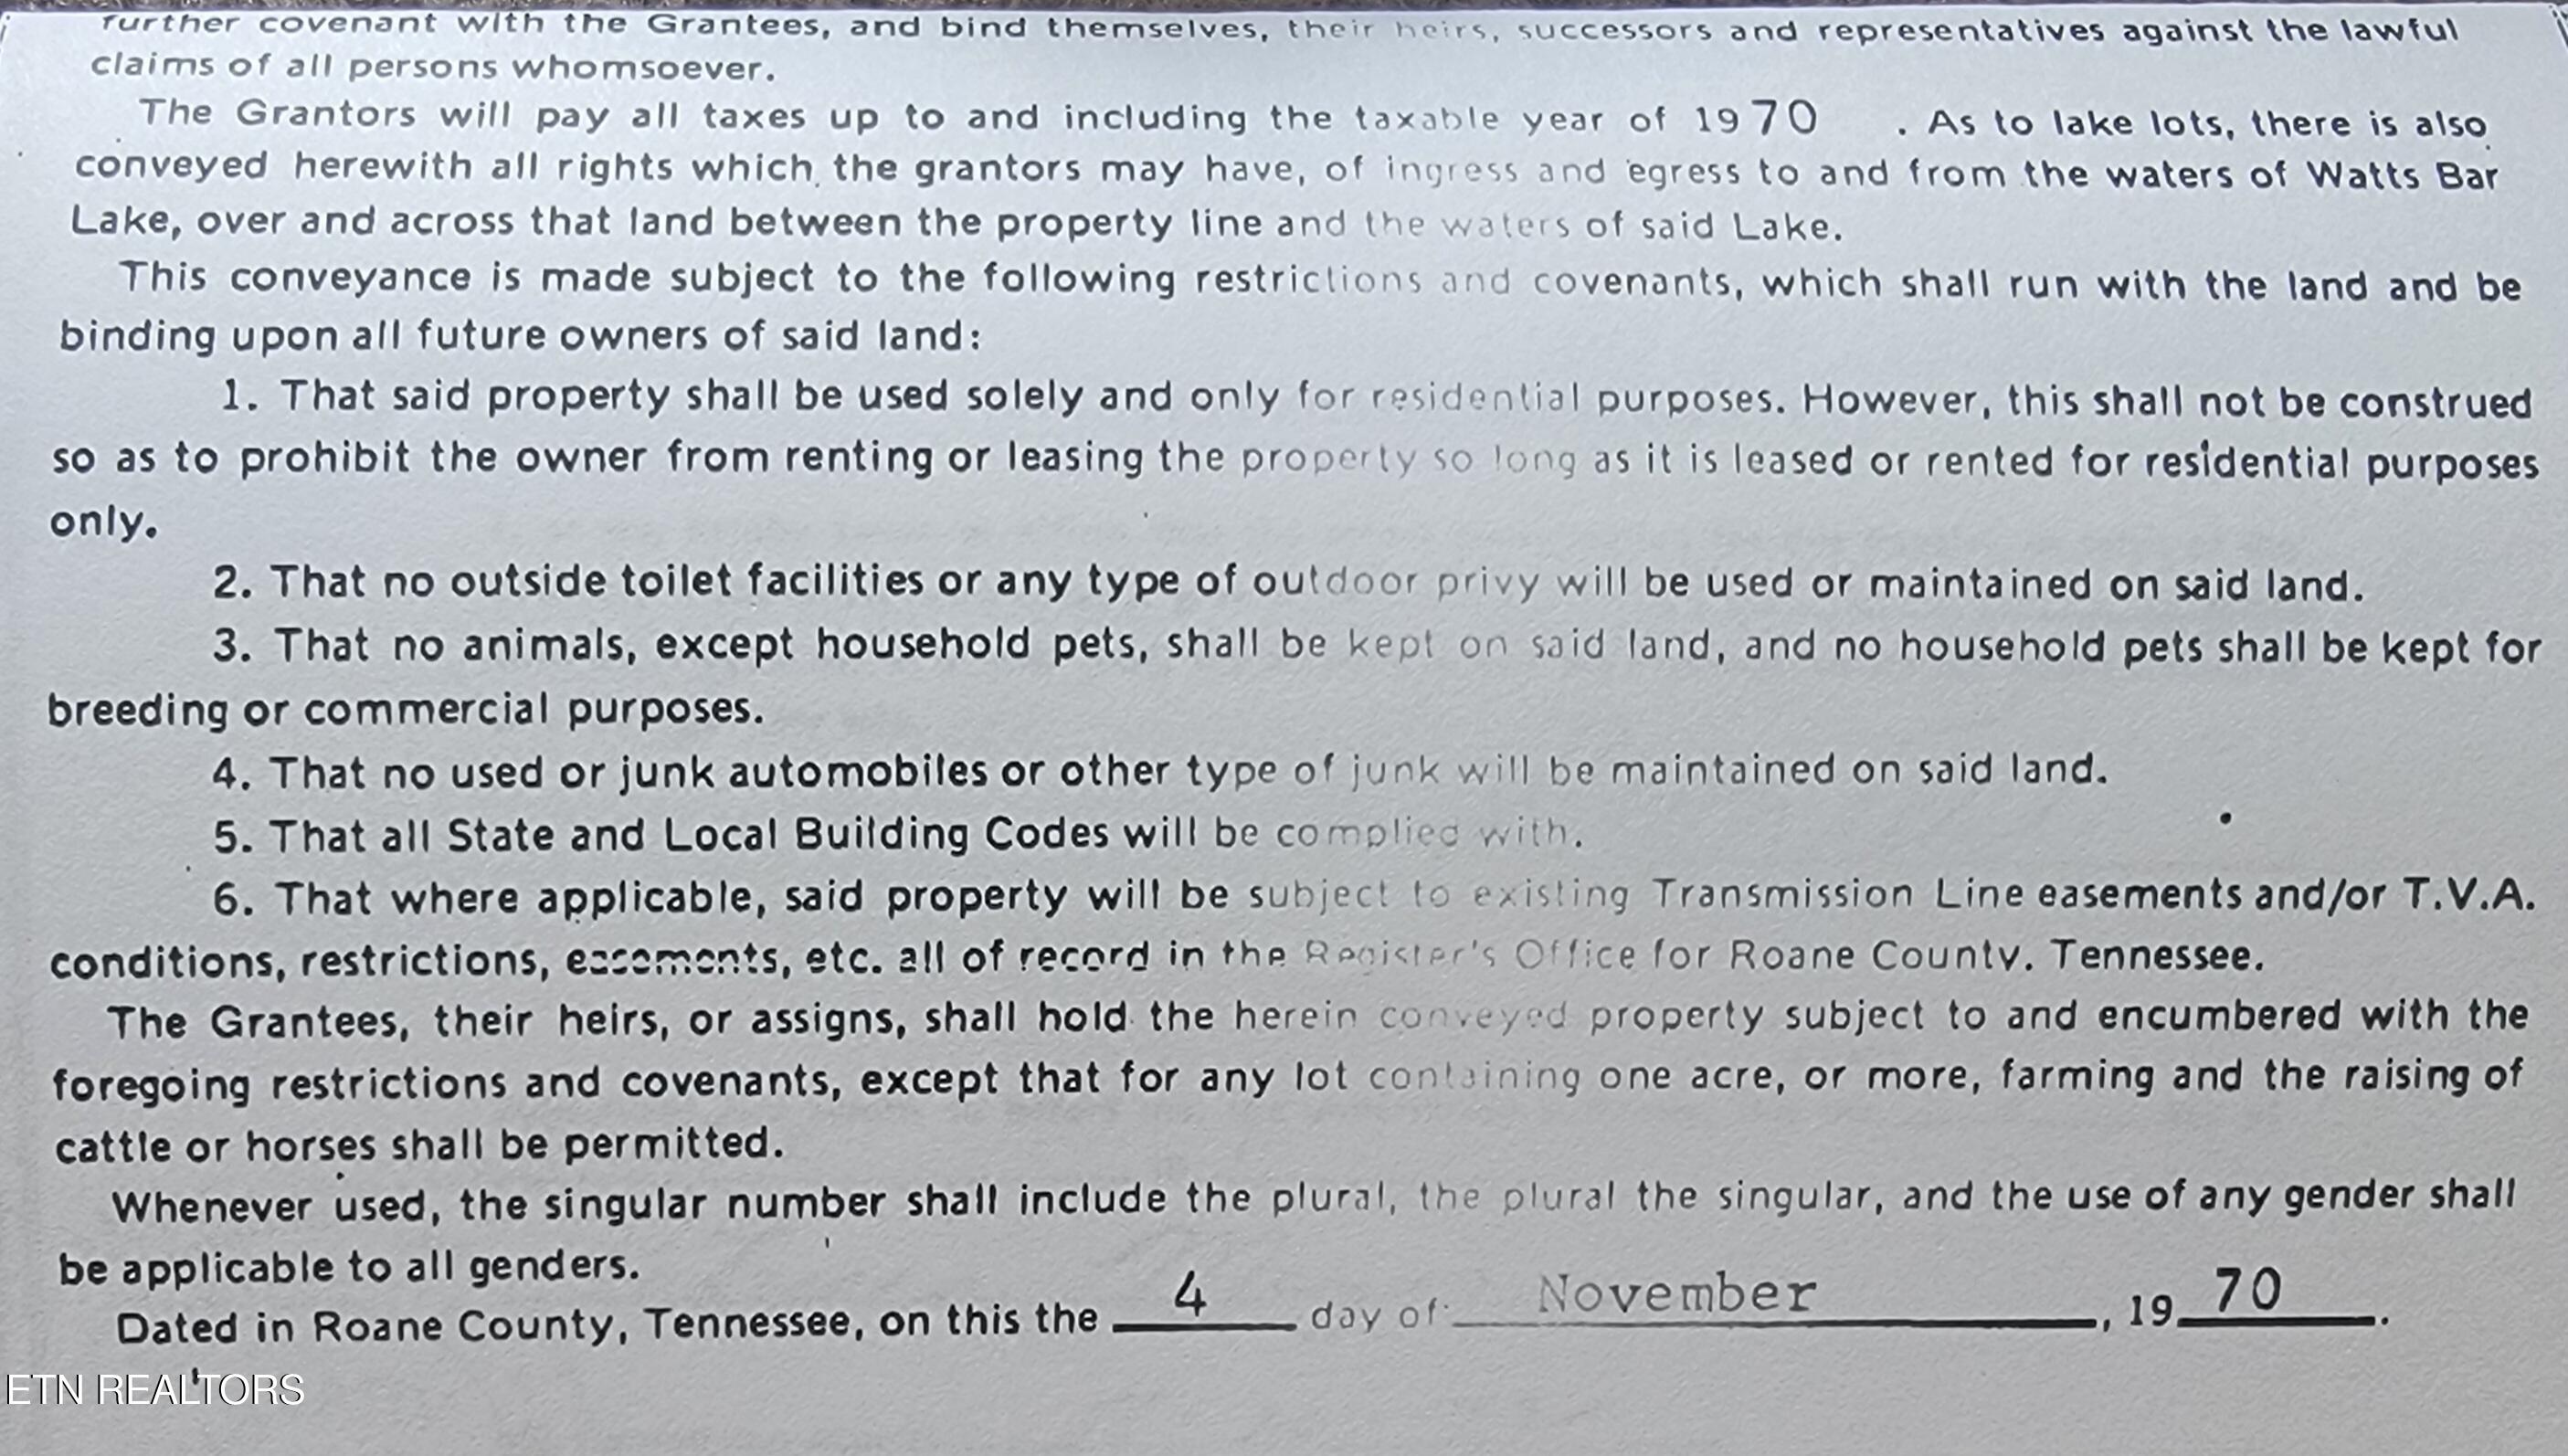 further covenant with the Grantees, and bind themselves, their heirs, successors and representatives against the lawful
claims of all persons whomsoever.
The Grantors will pay all taxes up to and including the taxable year of 1970 . As to lake lots, there is also
conveyed herewith all rights which the grantors may have, of ingress and egress to and from the waters of Watts Bar
Lake, over and across that land between the property line and the waters of said Lake.
This conveyance is made subject to the following restrictions and covenants, which shall run with the land and be
binding upon all future owners of said land:
1. That said property shall be used solely and only for residential purposes. However, this shall not be construed
so as to prohibit the owner from renting or leasing the property so long as it is leased or rented for residential purposes
only.
2. That no outside toilet facilities or any type of outdoor privy will be used or maintained on said land.
3. That no animals, except household pets, shall be kept on said land, and no household pets shall be kept for
breeding or commercial purposes.
4. That no used or junk automobiles or other type of junk will be maintained on said land.
5. That all State and Local Building Codes will be complied with.
6. That where applicable, said property will be subject to existing Transmission Line easements and/or T.V.A.
conditions, restrictions, easements, etc. all of record in the Register's Office for Roane County. Tennessee.
The Grantees, their heirs, or assigns, shall hold the herein conveyed property subject to and encumbered with the
foregoing restrictions and covenants, except that for any lot containing one acre, or more, farming and the raising of
cattle or horses shall be permitted.
Whenever used, the singular number shall include the plural, the plural the singular, and the use of any gender shall
be applicable to all genders.
Dated in Roane County, Tennessee, on this the 4 day of November, 19 70.
ETN REALTORS